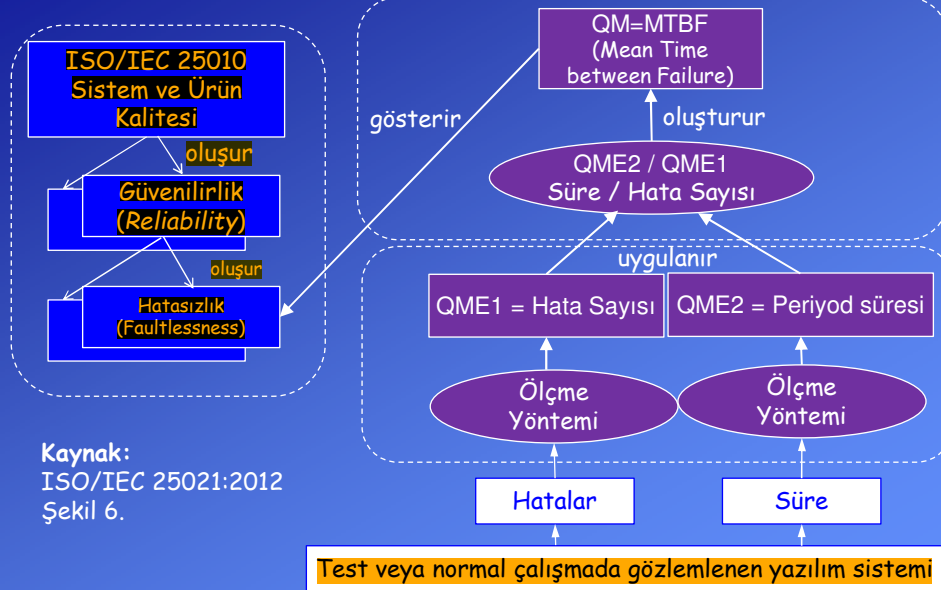 ISO/IEC 25010
Sistem ve Ürün
Kalitesi
oluşur
Güvenilirlik
(Reliability)
oluşur
Hatasızlık
(Faultlessness)
Kaynak:
ISO/IEC 25021:2012
Şekil 6.
QM=MTBF
(Mean Time
between Failure)
gösterir
oluşturur
QME2 / QME1
Süre / Hata Sayısı
uygulanır
QME1 = Hata Sayısı
QME2 = Periyod süresi
Ölçme
Yöntemi
Ölçme
Yöntemi
Hatalar
Süre
Test veya normal çalışmada gözlemlenen yazılım sistemi